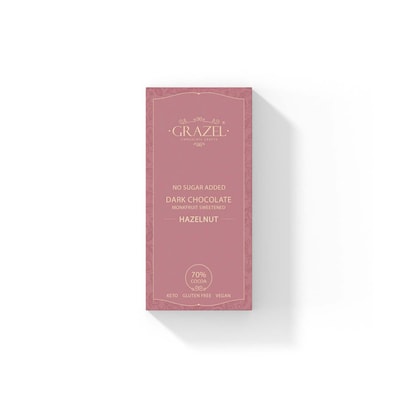 GRAZEL®
NO SUGAR ADDED
DARK CHOCOLATE
MONKFRUIT SWEETENED
HAZELNUT
70%
COCOA
KETO GLUTEN FREE VEGAN